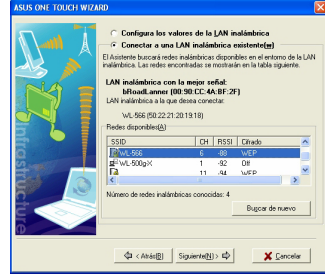 ASUS ONE TOUCH WIZARD
Configura los valores de la LAN inalámbrica
Conectar a una LAN inalámbrica existente(w)
El Asistente buscará redes inalámbricas disponibles en el entorno de la LAN
inalámbrica. Las redes encontradas se mostrarán en la tabla siguiente.
LAN inalámbrica con la mejor señal:
bRoadLanner (00:90:CC:4A:BF:2F)
LAN inalámbrica a la que desea conectar.
WL-566 (50.22.21:20.19.18)
Redes disponibles(A)
SSID CH RSSI Cifrado
WL-566 6 -88 WEP
WL-500g-X 1 -92 Off
11 -94 WEP
Número de redes inalámbricas conocidas: 4
Buscar de nuevo
< Atrás(B) Siguiente(N) > Cancelar
Infrastructure